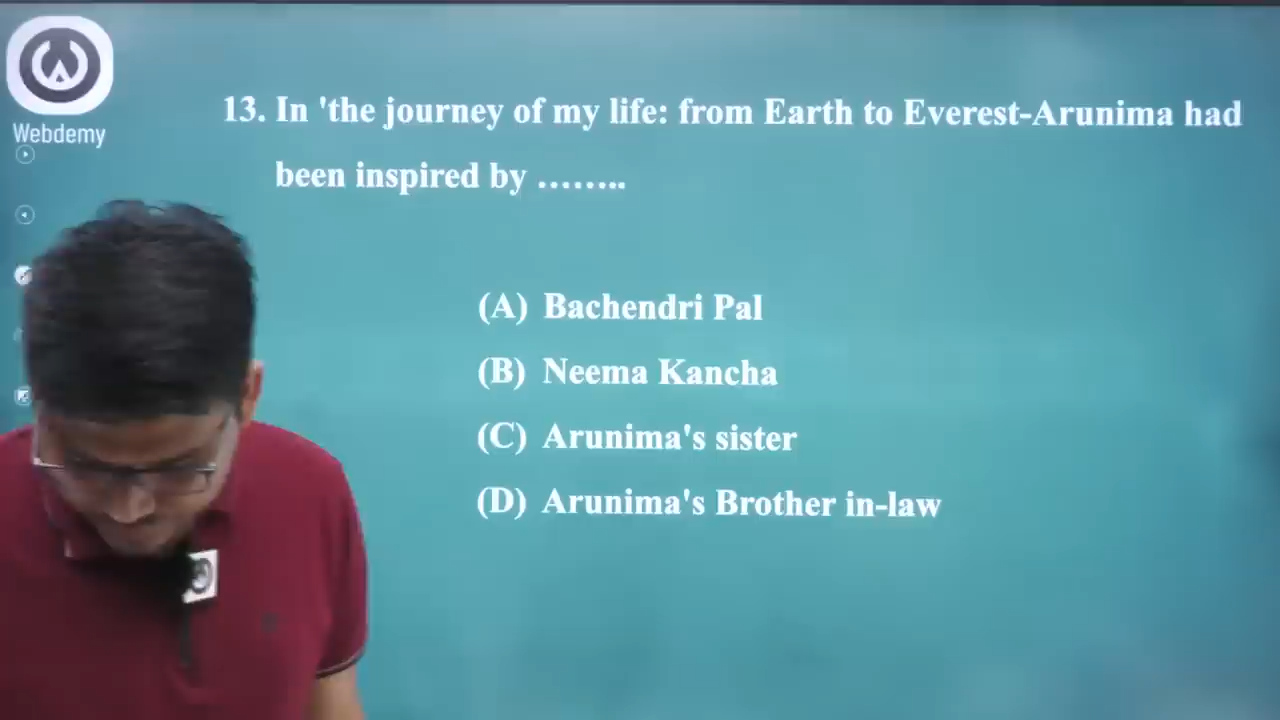 Webdemy
13. In 'the journey of my life: from Earth to Everest-Arunima had
been inspired by ........
(A) Bachendri Pal
(B) Neema Kancha
(C) Arunima's sister
(D) Arunima's Brother in-law